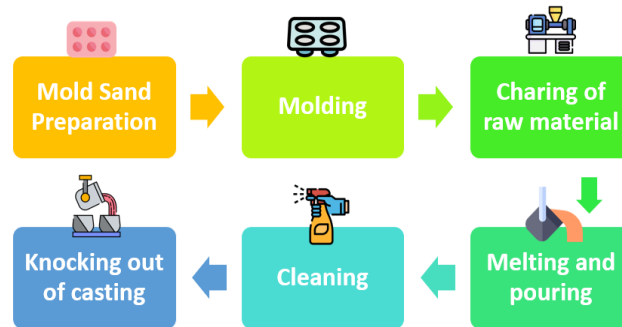 Mold Sand
Preparation
Molding
Charing of
raw material
Melting and
pouring
Cleaning
Knocking out
of casting